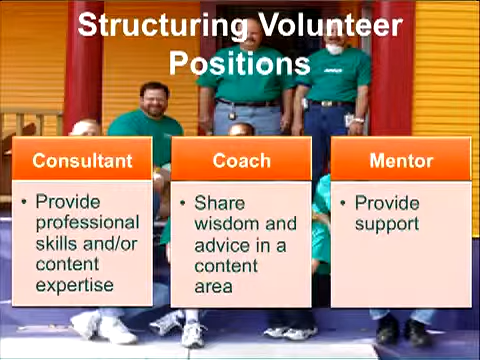 Structuring Volunteer
Positions
Consultant
• Provide
professional
skills and/or
content
expertise
Coach
• Share
wisdom and
advice in a
content
area
Mentor
• Provide
support